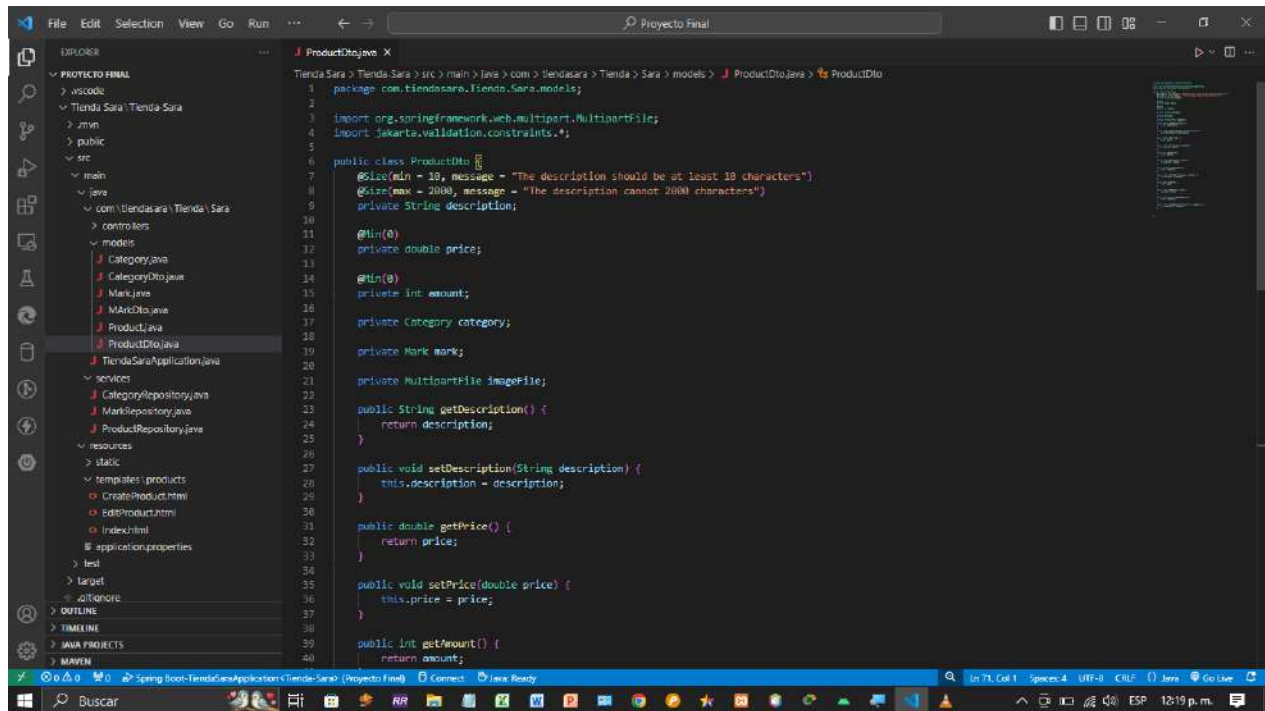 File Edit Selection View Go Run ··· Proyecto Final
EXPLORER
PROYECTO FINAL
.vscode
Tienda Sara \ Tienda-Sara
.mvn
public
src
main
java
com \ tiendasara \ Tienda \ Sara
controllers
models
Category.java
CategoryDto.java
Mark.java
MArkDto.java
Product.java
ProductDto.java
TiendaSaraApplication.java
services
CategoryRepository.java
MarkRepository.java
ProductRepository.java
resources
static
templates \ products
CreateProduct.html
EditProduct.html
Index.html
application.properties
test
target
.gitignore
OUTLINE
TIMELINE
JAVA PROJECTS
MAVEN
ProductDto.java
Tienda Sara > Tienda-Sara > src > main > java > com > tiendasara > Tienda > Sara > models > ProductDto.java > ProductDto
1 package com.tiendasara.Tienda.Sara.models;
2
3 import org.springframework.web.multipart.MultipartFile;
4 import jakarta.validation.constraints.*;
5
6 public class ProductDto {
7 @Size(min = 10, message = "The description should be at least 10 characters")
8 @Size(max = 2000, message = "The description cannot 2000 characters")
9 private String description;
10
11 @Min(0)
12 private double price;
13
14 @Min(0)
15 private int amount;
16
17 private Category category;
18
19 private Mark mark;
20
21 private MultipartFile imageFile;
22
23 public String getDescription() {
24 return description;
25 }
26
27 public void setDescription(String description) {
28 this.description = description;
29 }
30
31 public double getPrice() {
32 return price;
33 }
34
35 public void setPrice(double price) {
36 this.price = price;
37 }
38
39 public int getAmount() {
40 return amount;
0 0 0 Spring Boot-TiendaSaraApplication<Tienda-Sara> (Proyecto Final) Connect Java: Ready Ln 71, Col 1 Spaces: 4 UTF-8 CRLF {} Java Go Live
Buscar RR ESP 12:19 p. m.